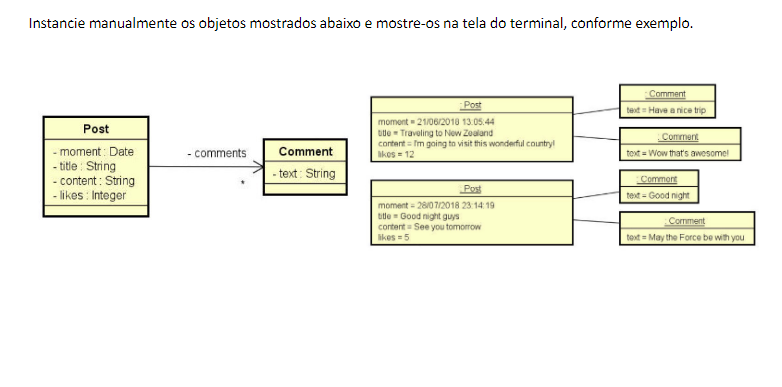 Instancie manualmente os objetos mostrados abaixo e mostre-os na tela do terminal, conforme exemplo.
Post
- moment : Date
- title : String
- content : String
- likes : Integer
- comments
*
Comment
- text : String
: Post
moment = 21/06/2018 13:05:44
title = Traveling to New Zealand
content = I'm going to visit this wonderful country!
likes = 12
: Comment
text = Have a nice trip
: Comment
text = Wow that's awesome!
: Post
moment = 28/07/2018 23:14:19
title = Good night guys
content = See you tomorrow
likes = 5
: Comment
text = Good night
: Comment
text = May the Force be with you